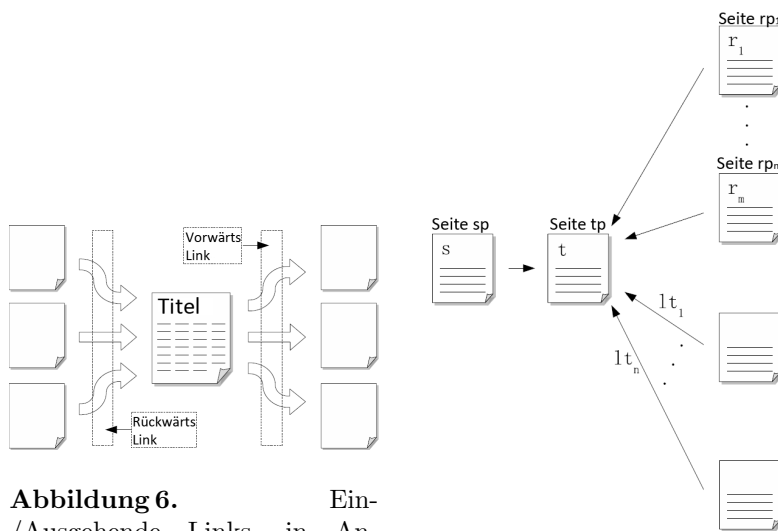 Seite rp₁
r₁
Seite rpₙ
rₘ
Seite sp
s
Seite tp
t
lt₁
ltₙ
Vorwärts
Link
Titel
Rückwärts
Link
Abbildung 6. Ein-
/Ausgehende Links in An-